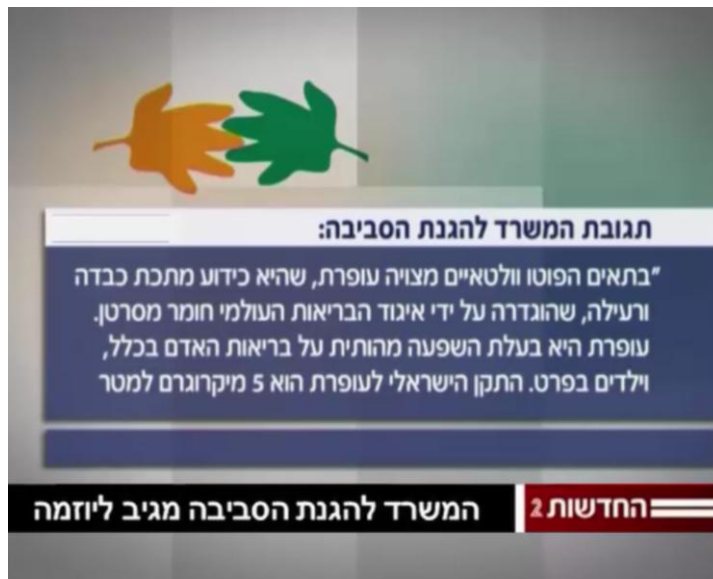 תגובת המשרד להגנת הסביבה:
"בתאים הפוטו וולטאיים מצויה עופרת, שהיא כידוע מתכת כבדה
ורעילה, שהוגדרה על ידי איגוד הבריאות העולמי חומר מסרטן.
עופרת היא בעלת השפעה מהותית על בריאות האדם בכלל,
וילדים בפרט. התקן הישראלי לעופרת הוא 5 מיקרוגרם למטר
החדשות 2
המשרד להגנת הסביבה מגיב ליוזמה